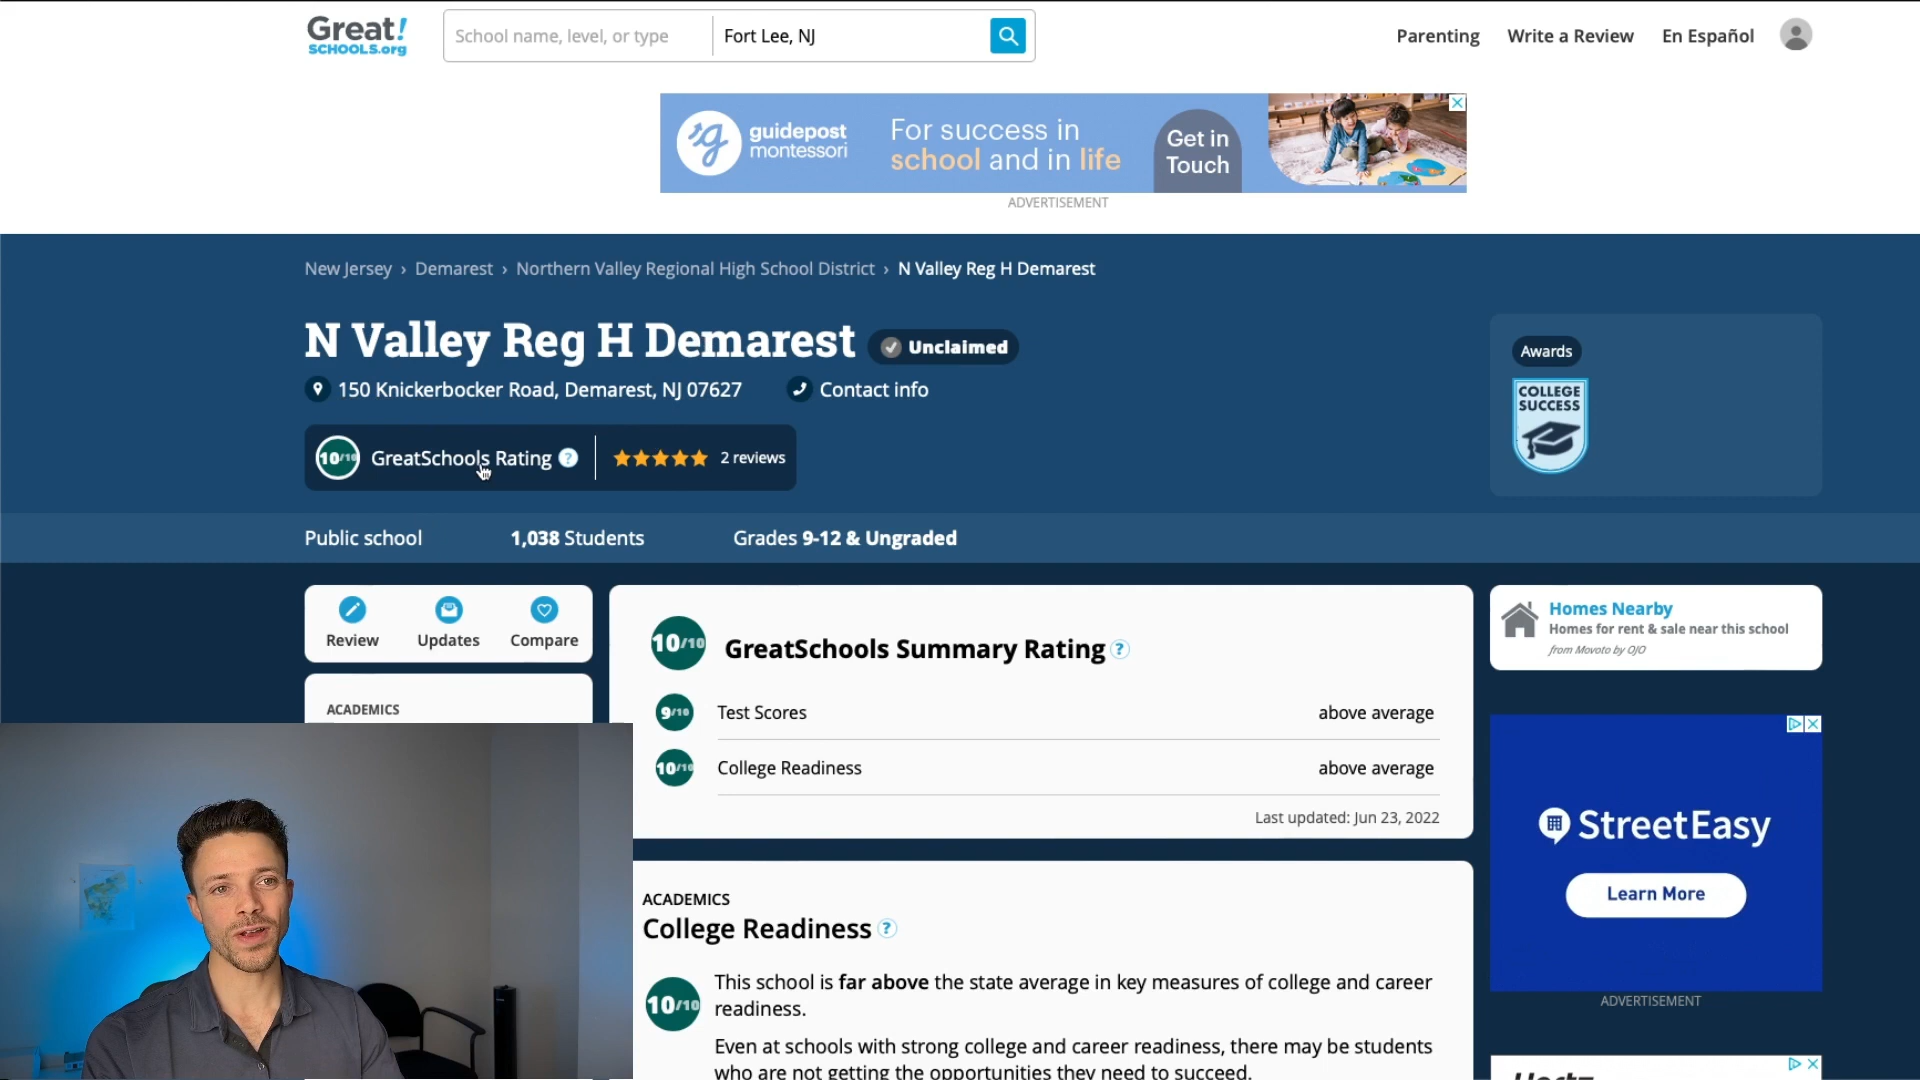 Great!
SCHOOLS.org
School name, level, or type
Fort Lee, NJ
Parenting
Write a Review
En Español
guidepost
montessori
For success in
school and in life
Get in
Touch
ADVERTISEMENT
New Jersey › Demarest › Northern Valley Regional High School District › N Valley Reg H Demarest
N Valley Reg H Demarest
Unclaimed
150 Knickerbocker Road, Demarest, NJ 07627
Contact info
10/10 GreatSchools Rating ?
2 reviews
Awards
COLLEGE
SUCCESS
Public school
1,038 Students
Grades 9-12 & Ungraded
Review
Updates
Compare
ACADEMICS
10/10 GreatSchools Summary Rating ?
9/10 Test Scores above average
10/10 College Readiness above average
Last updated: Jun 23, 2022
Homes Nearby
Homes for rent & sale near this school
from Movoto by OJO
StreetEasy
Learn More
ADVERTISEMENT
ACADEMICS
College Readiness ?
10/10
This school is far above the state average in key measures of college and career
readiness.
Even at schools with strong college and career readiness, there may be students
who are not getting the opportunities they need to succeed.